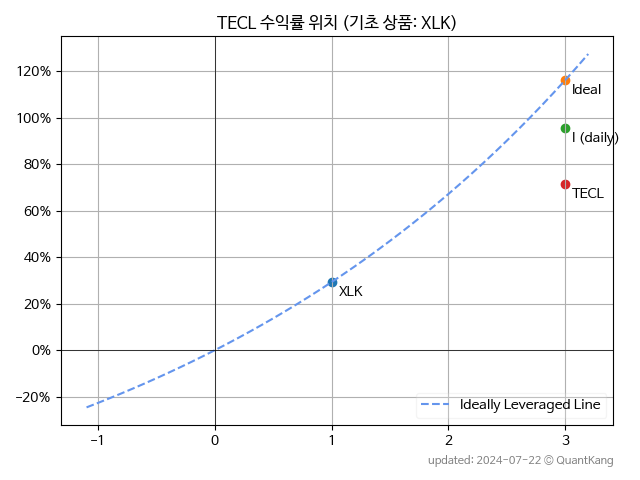 TECL 수익률 위치 (기초 상품: XLK)
120%
100%
80%
60%
40%
20%
0%
−20%
Ideal
I (daily)
TECL
XLK
Ideally Leveraged Line
−1
0
1
2
3
updated: 2024-07-22 © QuantKang